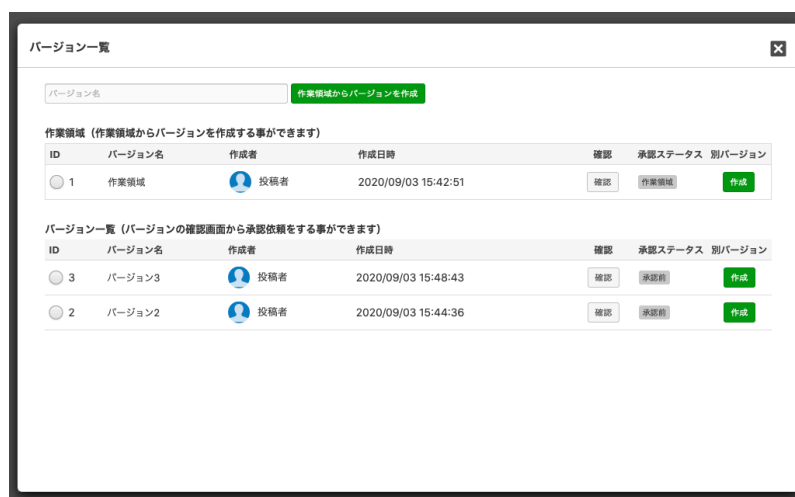 バージョン一覧
バージョン名 作業領域からバージョンを作成
作業領域（作業領域からバージョンを作成する事ができます）
ID バージョン名 作成者 作成日時 確認 承認ステータス 別バージョン
1 作業領域 投稿者 2020/09/03 15:42:51 確認 作業領域 作成
バージョン一覧（バージョンの確認画面から承認依頼をする事ができます）
ID バージョン名 作成者 作成日時 確認 承認ステータス 別バージョン
3 バージョン3 投稿者 2020/09/03 15:48:43 確認 承認前 作成
2 バージョン2 投稿者 2020/09/03 15:44:36 確認 承認前 作成